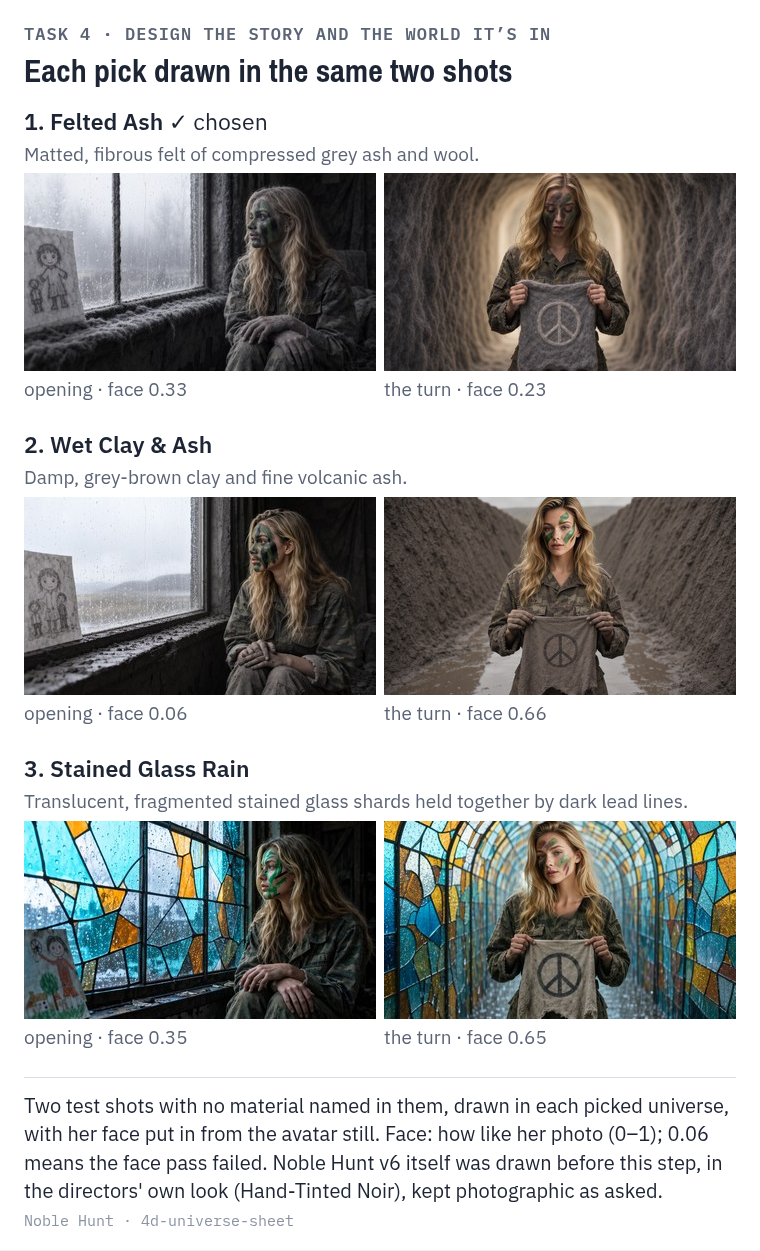 TASK 4 · DESIGN THE STORY AND THE WORLD IT’S IN
Each pick drawn in the same two shots
1. Felted Ash ✓ chosen
Matted, fibrous felt of compressed grey ash and wool.
opening · face 0.33
the turn · face 0.23
2. Wet Clay & Ash
Damp, grey-brown clay and fine volcanic ash.
opening · face 0.06
the turn · face 0.66
3. Stained Glass Rain
Translucent, fragmented stained glass shards held together by dark lead lines.
opening · face 0.35
the turn · face 0.65
Two test shots with no material named in them, drawn in each picked universe,
with her face put in from the avatar still. Face: how like her photo (0–1); 0.06
means the face pass failed. Noble Hunt v6 itself was drawn before this step, in
the directors' own look (Hand-Tinted Noir), kept photographic as asked.
Noble Hunt · 4d-universe-sheet